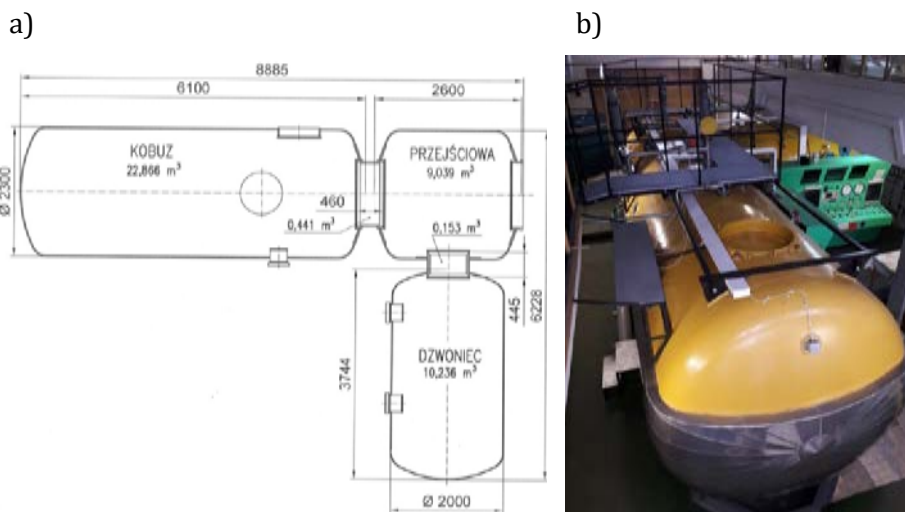 a)
b)
8885
6100
2600
Ø 2300
KOBUZ
22,866 m³
PRZEJŚCIOWA
9,039 m³
460
0,441 m³
0,153 m³
445
6228
3744
DZWONIEC
10,236 m³
Ø 2000